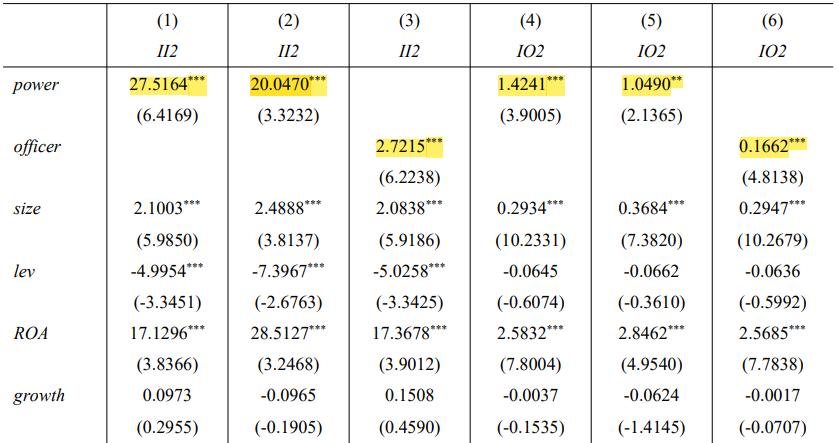 (1) (2) (3) (4) (5) (6)
II2 II2 II2 IO2 IO2 IO2
power 27.5164*** 20.0470*** 1.4241*** 1.0490**
(6.4169) (3.3232) (3.9005) (2.1365)
officer 2.7215*** 0.1662***
(6.2238) (4.8138)
size 2.1003*** 2.4888*** 2.0838*** 0.2934*** 0.3684*** 0.2947***
(5.9850) (3.8137) (5.9186) (10.2331) (7.3820) (10.2679)
lev -4.9954*** -7.3967*** -5.0258*** -0.0645 -0.0662 -0.0636
(-3.3451) (-2.6763) (-3.3425) (-0.6074) (-0.3610) (-0.5992)
ROA 17.1296*** 28.5127*** 17.3678*** 2.5832*** 2.8462*** 2.5685***
(3.8366) (3.2468) (3.9012) (7.8004) (4.9540) (7.7838)
growth 0.0973 -0.0965 0.1508 -0.0037 -0.0624 -0.0017
(0.2955) (-0.1905) (0.4590) (-0.1535) (-1.4145) (-0.0707)